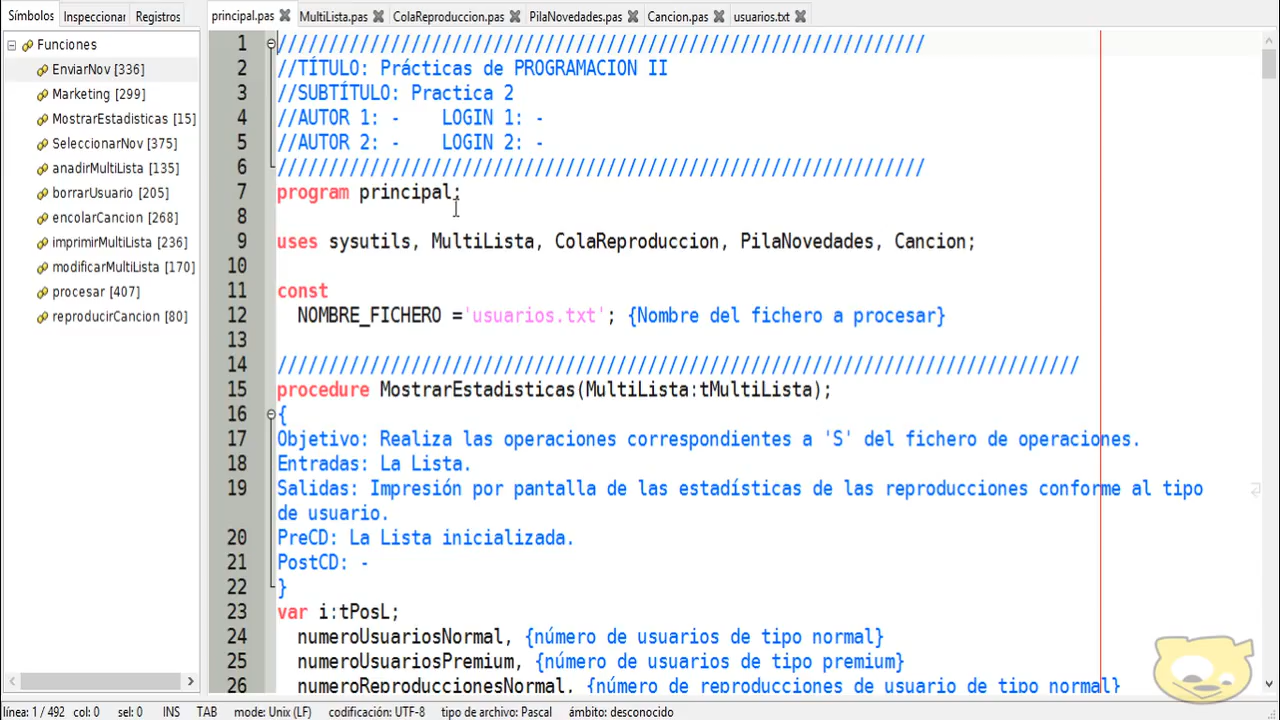 Símbolos Inspeccionar Registros
principal.pas MultiLista.pas ColaReproduccion.pas PilaNovedades.pas Cancion.pas usuarios.txt
Funciones
EnviarNov [336]
Marketing [299]
MostrarEstadisticas [15]
SeleccionarNov [375]
anadirMultiLista [135]
borrarUsuario [205]
encolarCancion [268]
imprimirMultiLista [236]
modificarMultiLista [170]
procesar [407]
reproducirCancion [80]
1 ///////////////////////////////////////////////////////////////
2 //TÍTULO: Prácticas de PROGRAMACION II
3 //SUBTÍTULO: Practica 2
4 //AUTOR 1: - LOGIN 1: -
5 //AUTOR 2: - LOGIN 2: -
6 ///////////////////////////////////////////////////////////////
7 program principal;
8
9 uses sysutils, MultiLista, ColaReproduccion, PilaNovedades, Cancion;
10
11 const
12 NOMBRE_FICHERO ='usuarios.txt'; {Nombre del fichero a procesar}
13
14 //////////////////////////////////////////////////////////////////////////////
15 procedure MostrarEstadisticas(MultiLista:tMultiLista);
16 {
17 Objetivo: Realiza las operaciones correspondientes a 'S' del fichero de operaciones.
18 Entradas: La Lista.
19 Salidas: Impresión por pantalla de las estadísticas de las reproducciones conforme al tipo
de usuario.
20 PreCD: La Lista inicializada.
21 PostCD: -
22 }
23 var i:tPosL;
24 numeroUsuariosNormal, {número de usuarios de tipo normal}
25 numeroUsuariosPremium, {número de usuarios de tipo premium}
26 numeroReproduccionesNormal, {número de reproducciones de usuario de tipo normal}
línea: 1 / 492 col: 0 sel: 0 INS TAB mode: Unix (LF) codificación: UTF-8 tipo de archivo: Pascal ámbito: desconocido